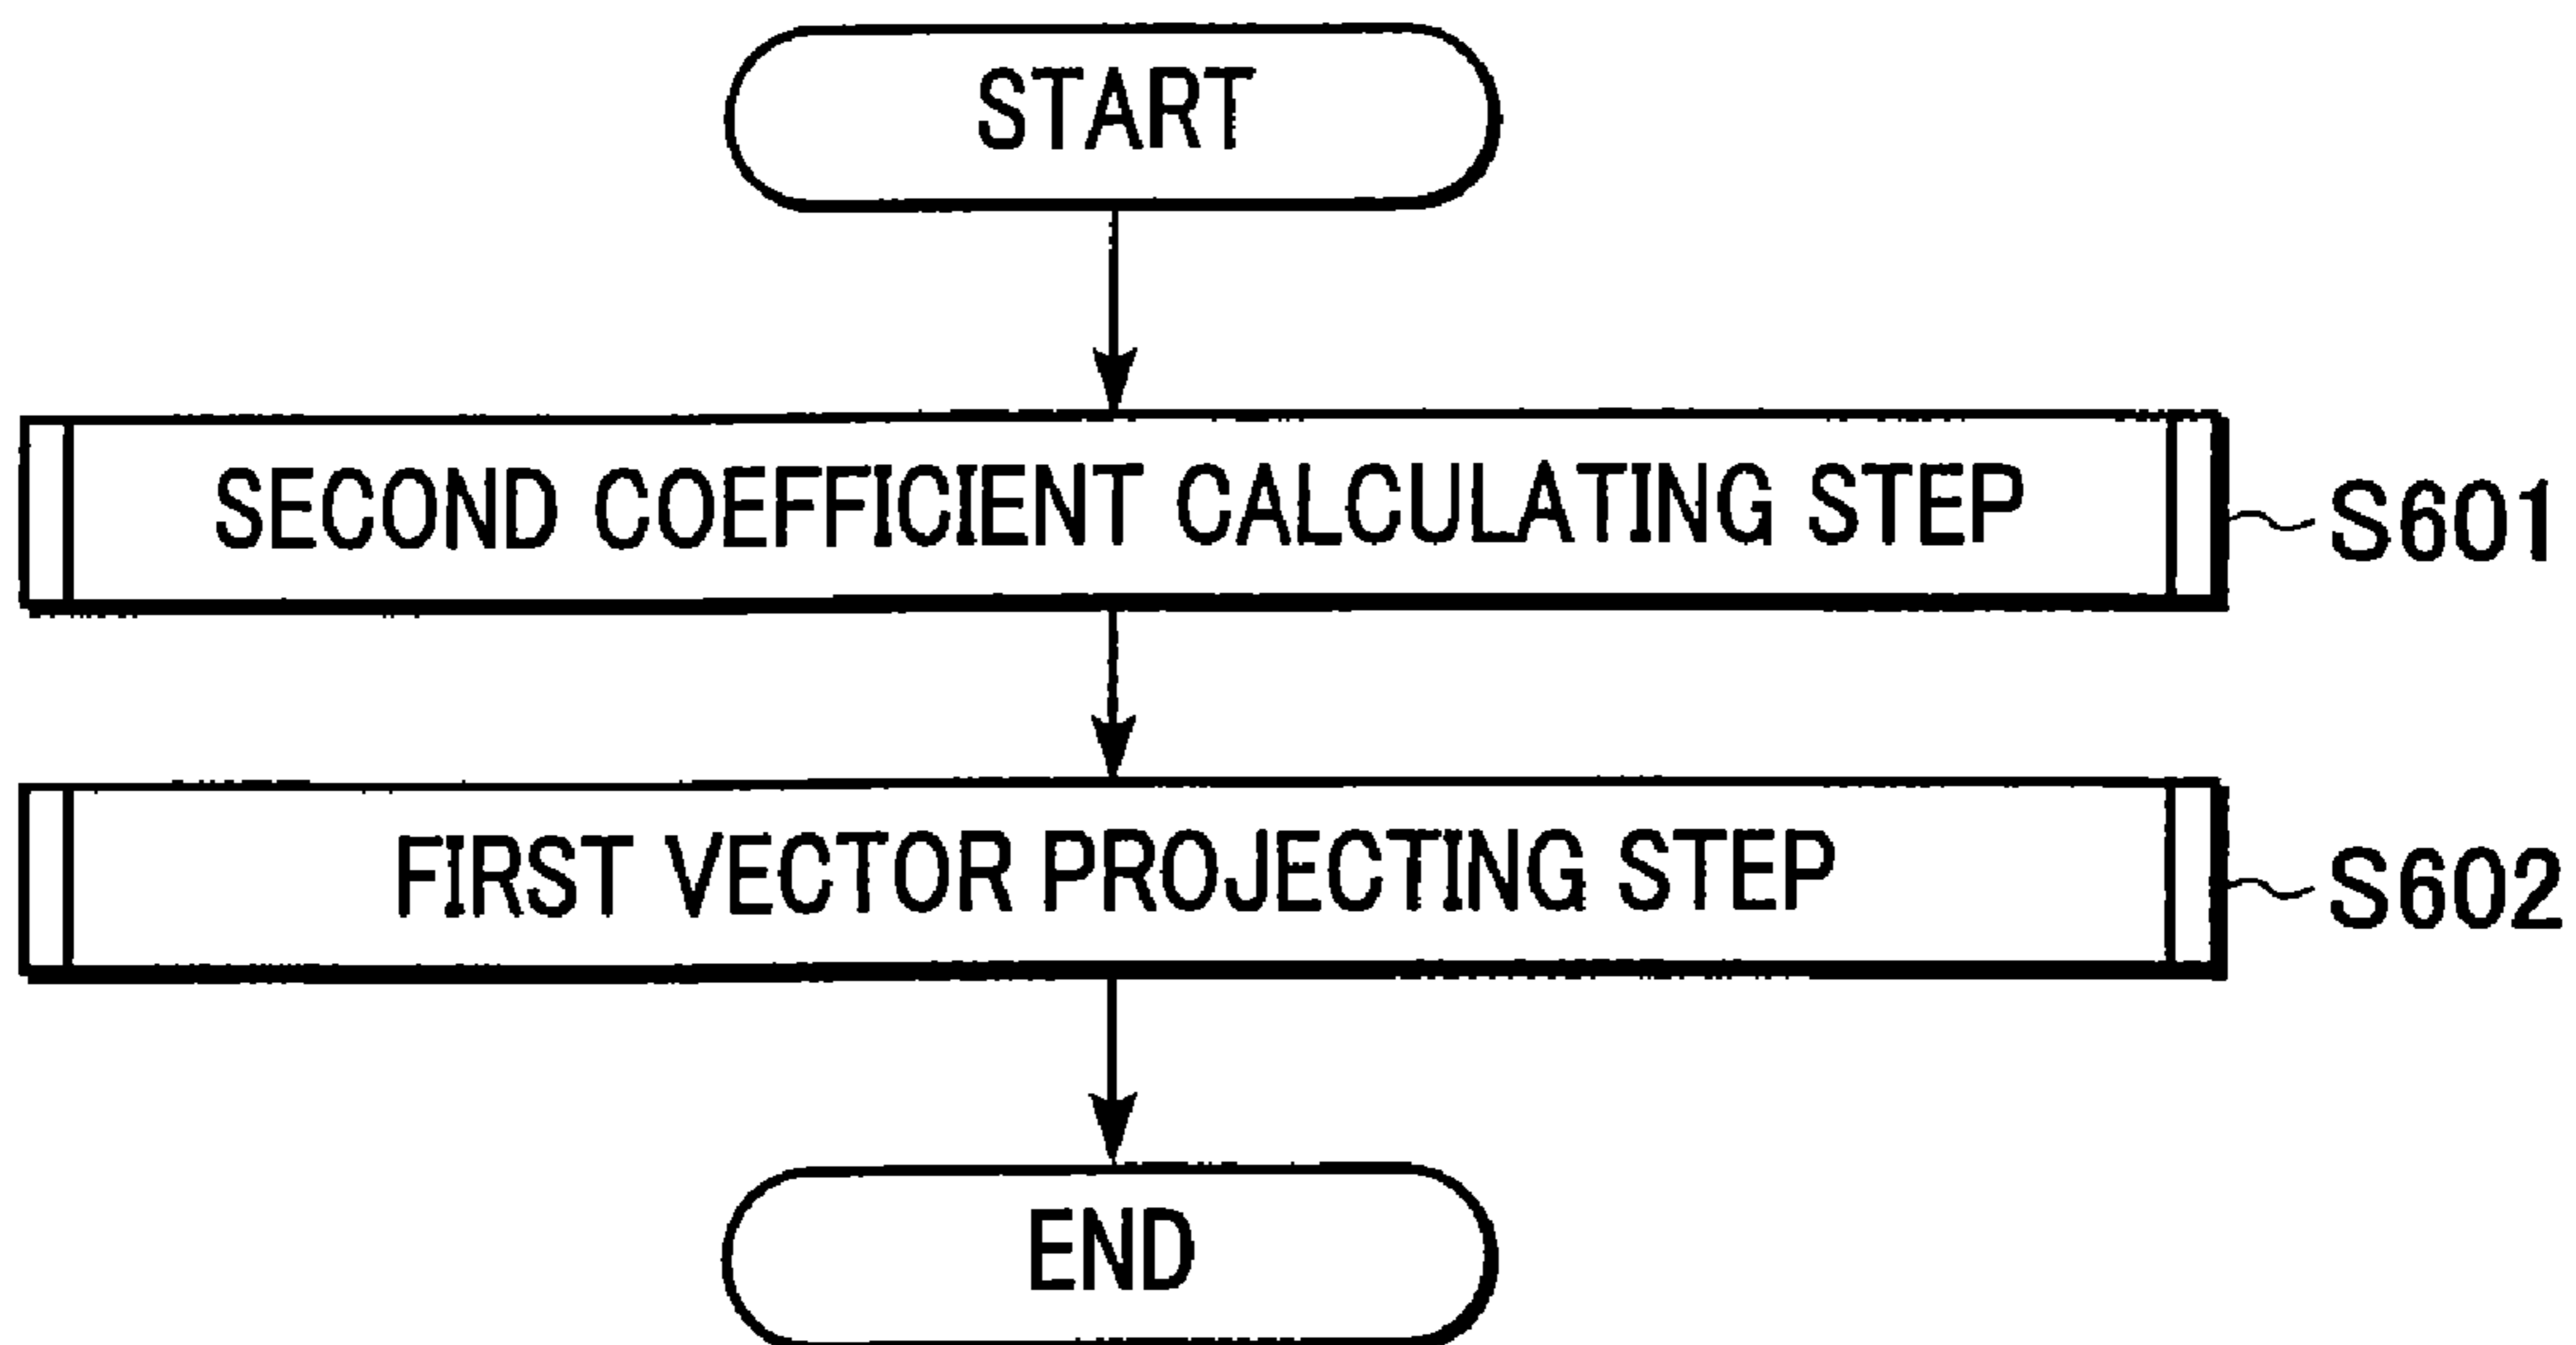 START
SECOND COEFFICIENT CALCULATING STEP
S601
FIRST VECTOR PROJECTING STEP
S602
END